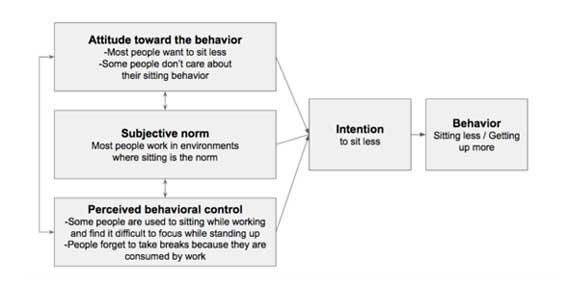 Attitude toward the behavior
-Most people want to sit less
-Some people don't care about
their sitting behavior
Subjective norm
Most people work in environments
where sitting is the norm
Perceived behavioral control
-Some people are used to sitting while working
and find it difficult to focus while standing up
-People forget to take breaks because they are
consumed by work
Intention
to sit less
Behavior
Sitting less / Getting
up more